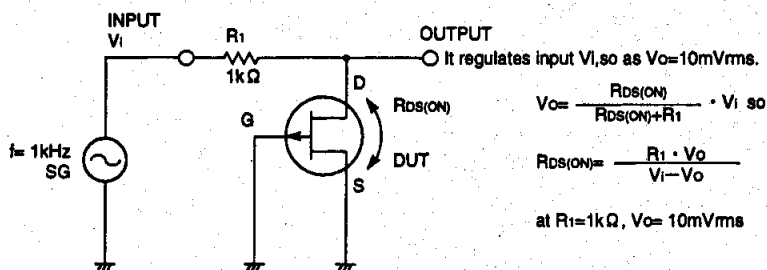 INPUT
Vi
R1
1kΩ
OUTPUT
It regulates input Vi,so as Vo=10mVrms.
D
RDS(ON)
G
DUT
S
f= 1kHz
SG
Vo= RDS(ON) / RDS(ON)+R1 · Vi so
RDS(ON)= R1 · Vo / Vi−Vo
at R1=1kΩ, Vo= 10mVrms